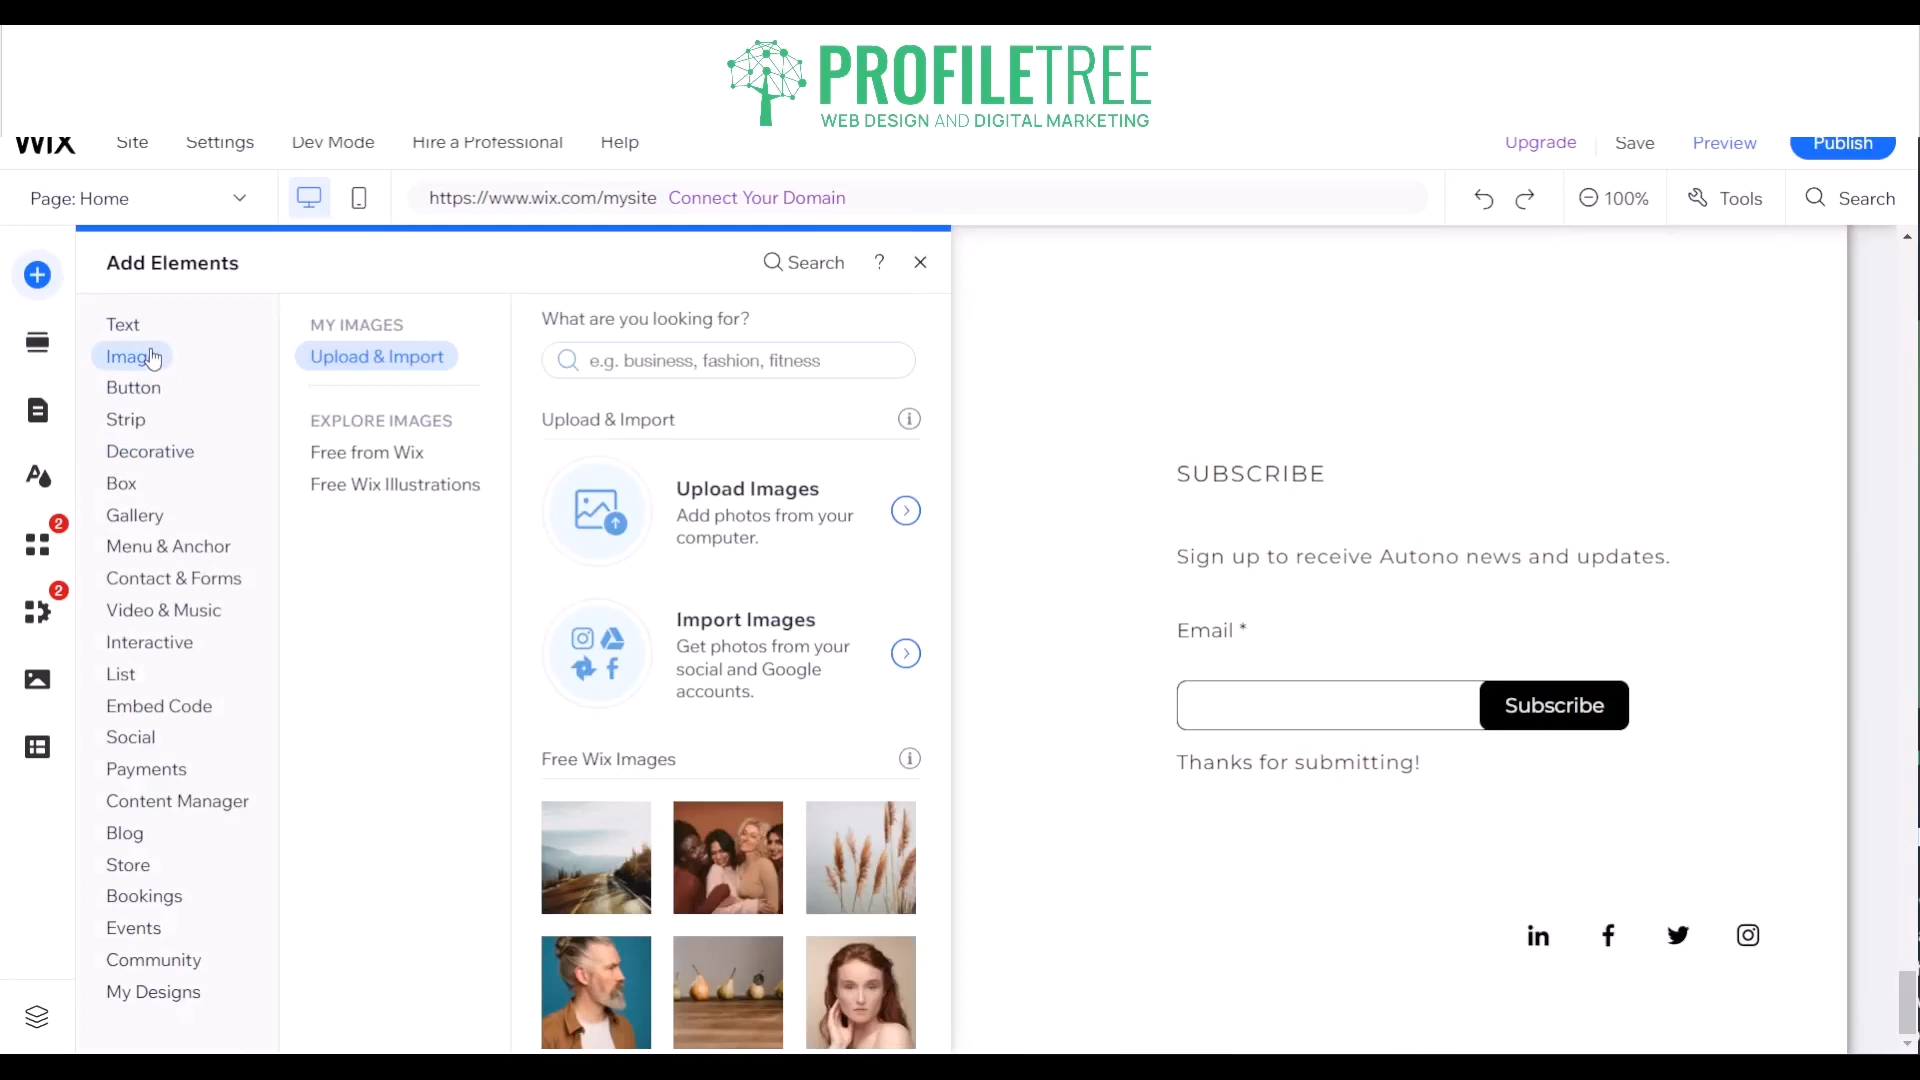 PROFILETREE
WEB DESIGN AND DIGITAL MARKETING
WIX Site Settings Dev Mode Hire a Professional Help Upgrade Save Preview Publish
Page: Home https://www.wix.com/mysite Connect Your Domain 100% Tools Search
Add Elements Search ? ×
Text
Image
Button
Strip
Decorative
Box
Gallery
Menu & Anchor
Contact & Forms
Video & Music
Interactive
List
Embed Code
Social
Payments
Content Manager
Blog
Store
Bookings
Events
Community
My Designs
2
2
MY IMAGES
Upload & Import
EXPLORE IMAGES
Free from Wix
Free Wix Illustrations
What are you looking for?
e.g. business, fashion, fitness
Upload & Import
Upload Images
Add photos from your
computer.
Import Images
Get photos from your
social and Google
accounts.
Free Wix Images
SUBSCRIBE
Sign up to receive Autono news and updates.
Email *
Subscribe
Thanks for submitting!